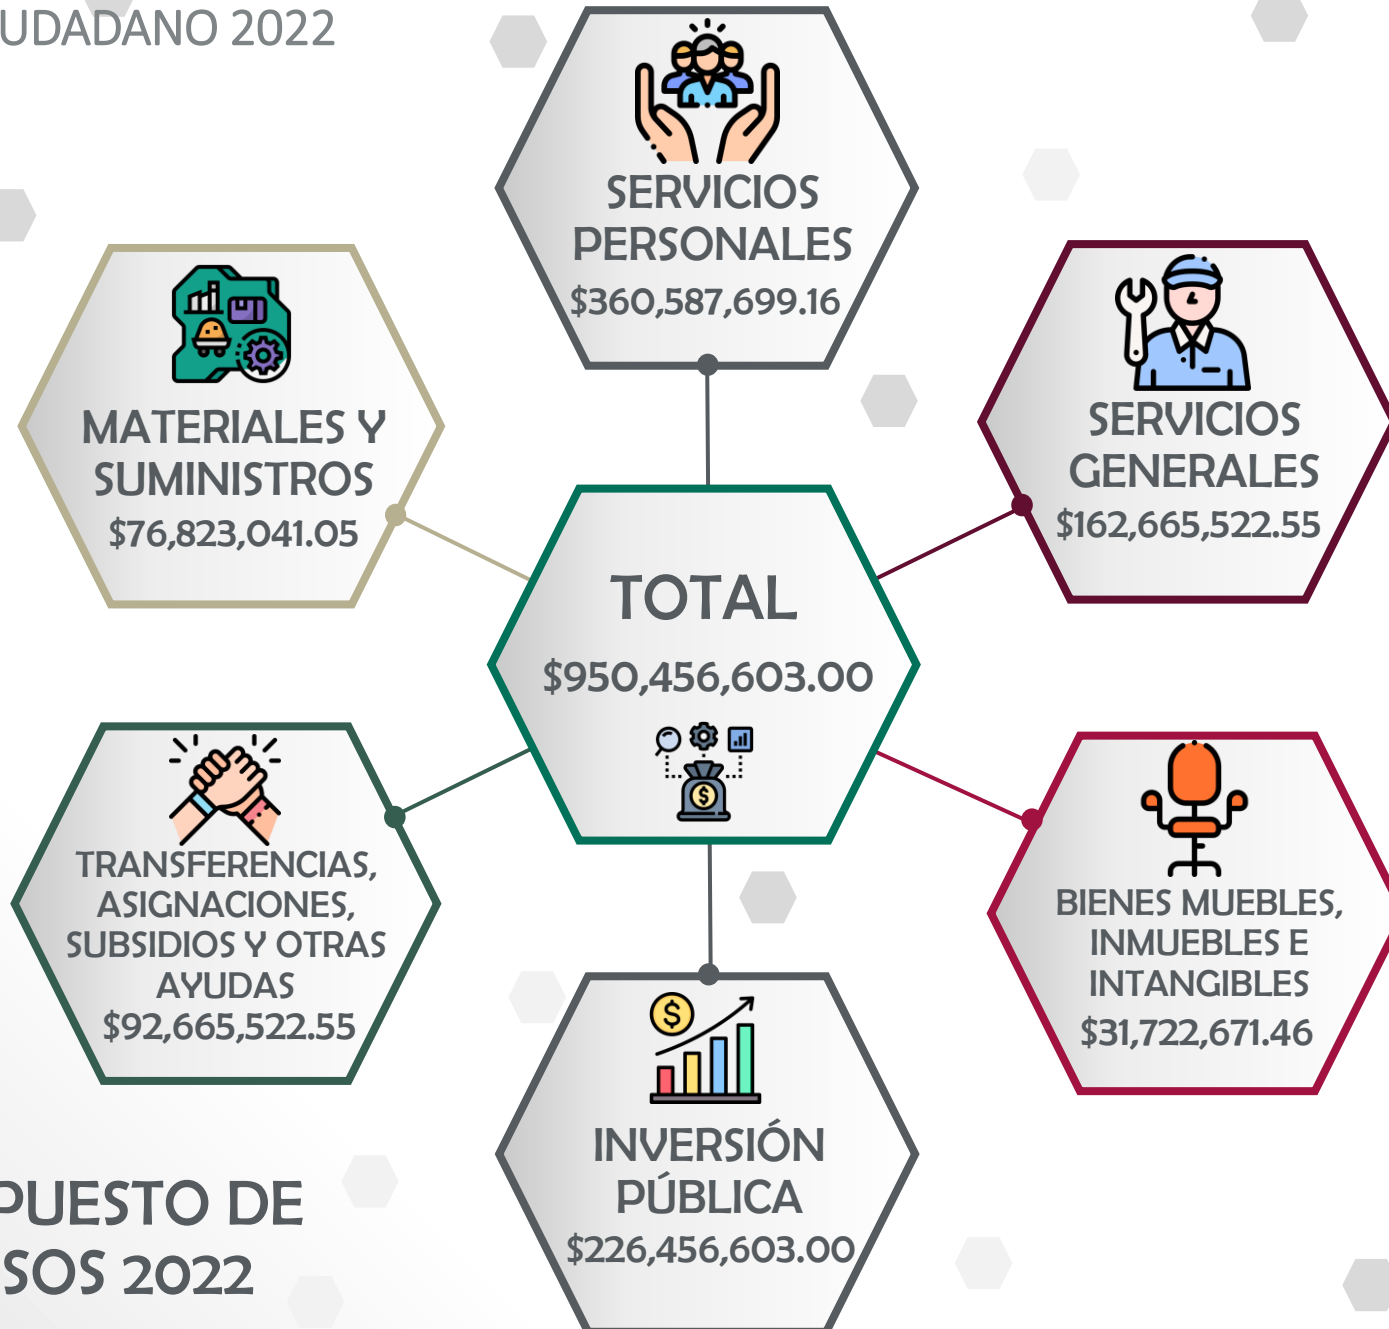 UDADANO 2022
SERVICIOS
PERSONALES
$360,587,699.16
MATERIALES Y
SUMINISTROS
$76,823,041.05
SERVICIOS
GENERALES
$162,665,522.55
TOTAL
$950,456,603.00
TRANSFERENCIAS,
ASIGNACIONES,
SUBSIDIOS Y OTRAS
AYUDAS
$92,665,522.55
BIENES MUEBLES,
INMUEBLES E
INTANGIBLES
$31,722,671.46
INVERSIÓN
PÚBLICA
$226,456,603.00
PUESTO DE
SOS 2022